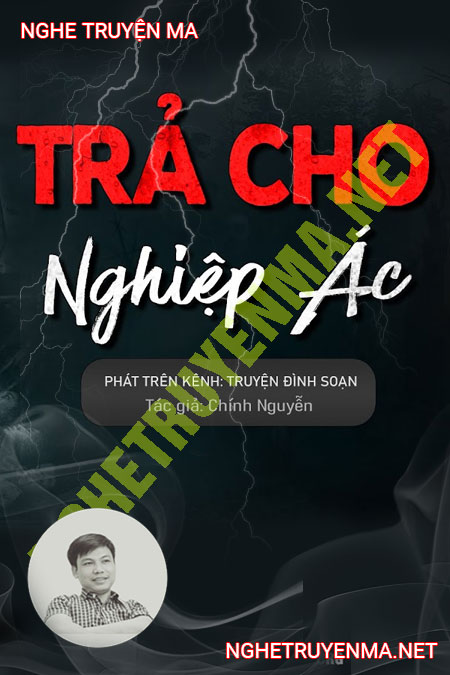 NGHE TRUYỆN MA
TRẢ CHO
Nghiệp Ác
PHÁT TRÊN KÊNH: TRUYỆN ĐÌNH SOẠN
Tác giả: Chính Nguyễn
NGHETRUYENMA.NET
NGHETRUYENMA.NET